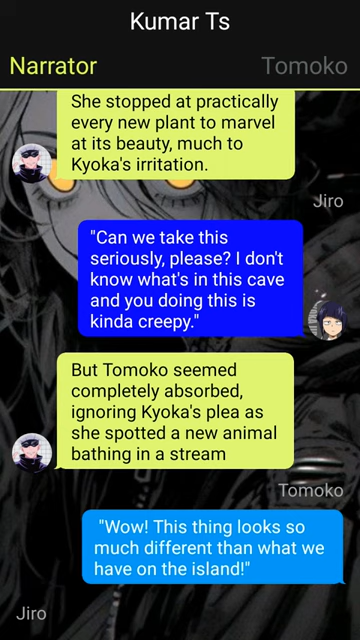 Kumar Ts
Narrator
Tomoko
She stopped at practically
every new plant to marvel
at its beauty, much to
Kyoka's irritation.
Jiro
"Can we take this
seriously, please? I don't
know what's in this cave
and you doing this is
kinda creepy."
But Tomoko seemed
completely absorbed,
ignoring Kyoka's plea as
she spotted a new animal
bathing in a stream
Tomoko
"Wow! This thing looks so
much different than what we
have on the island!"
Jiro